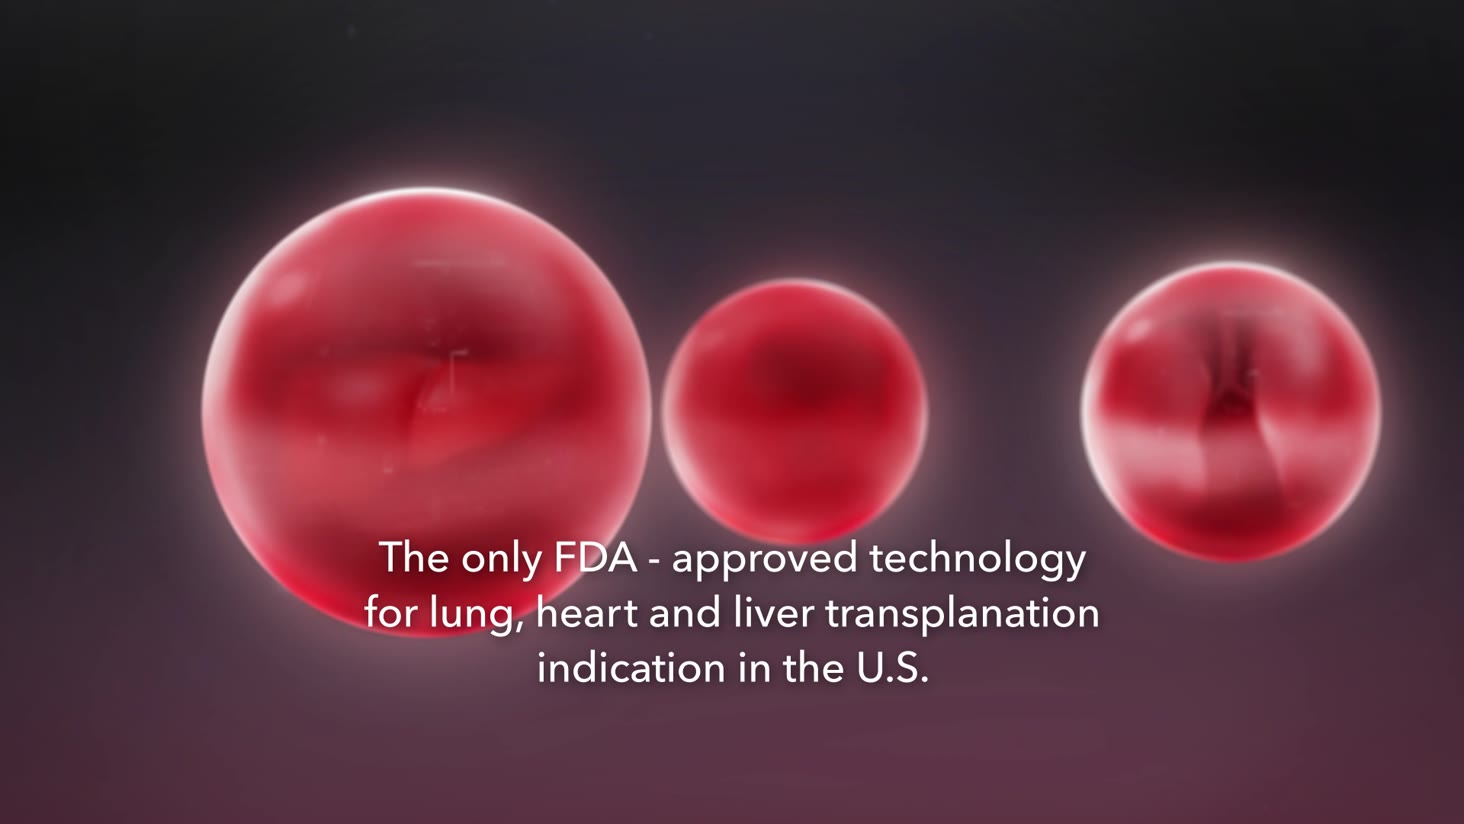 The only FDA - approved technology
for lung, heart and liver transplanation
indication in the U.S.